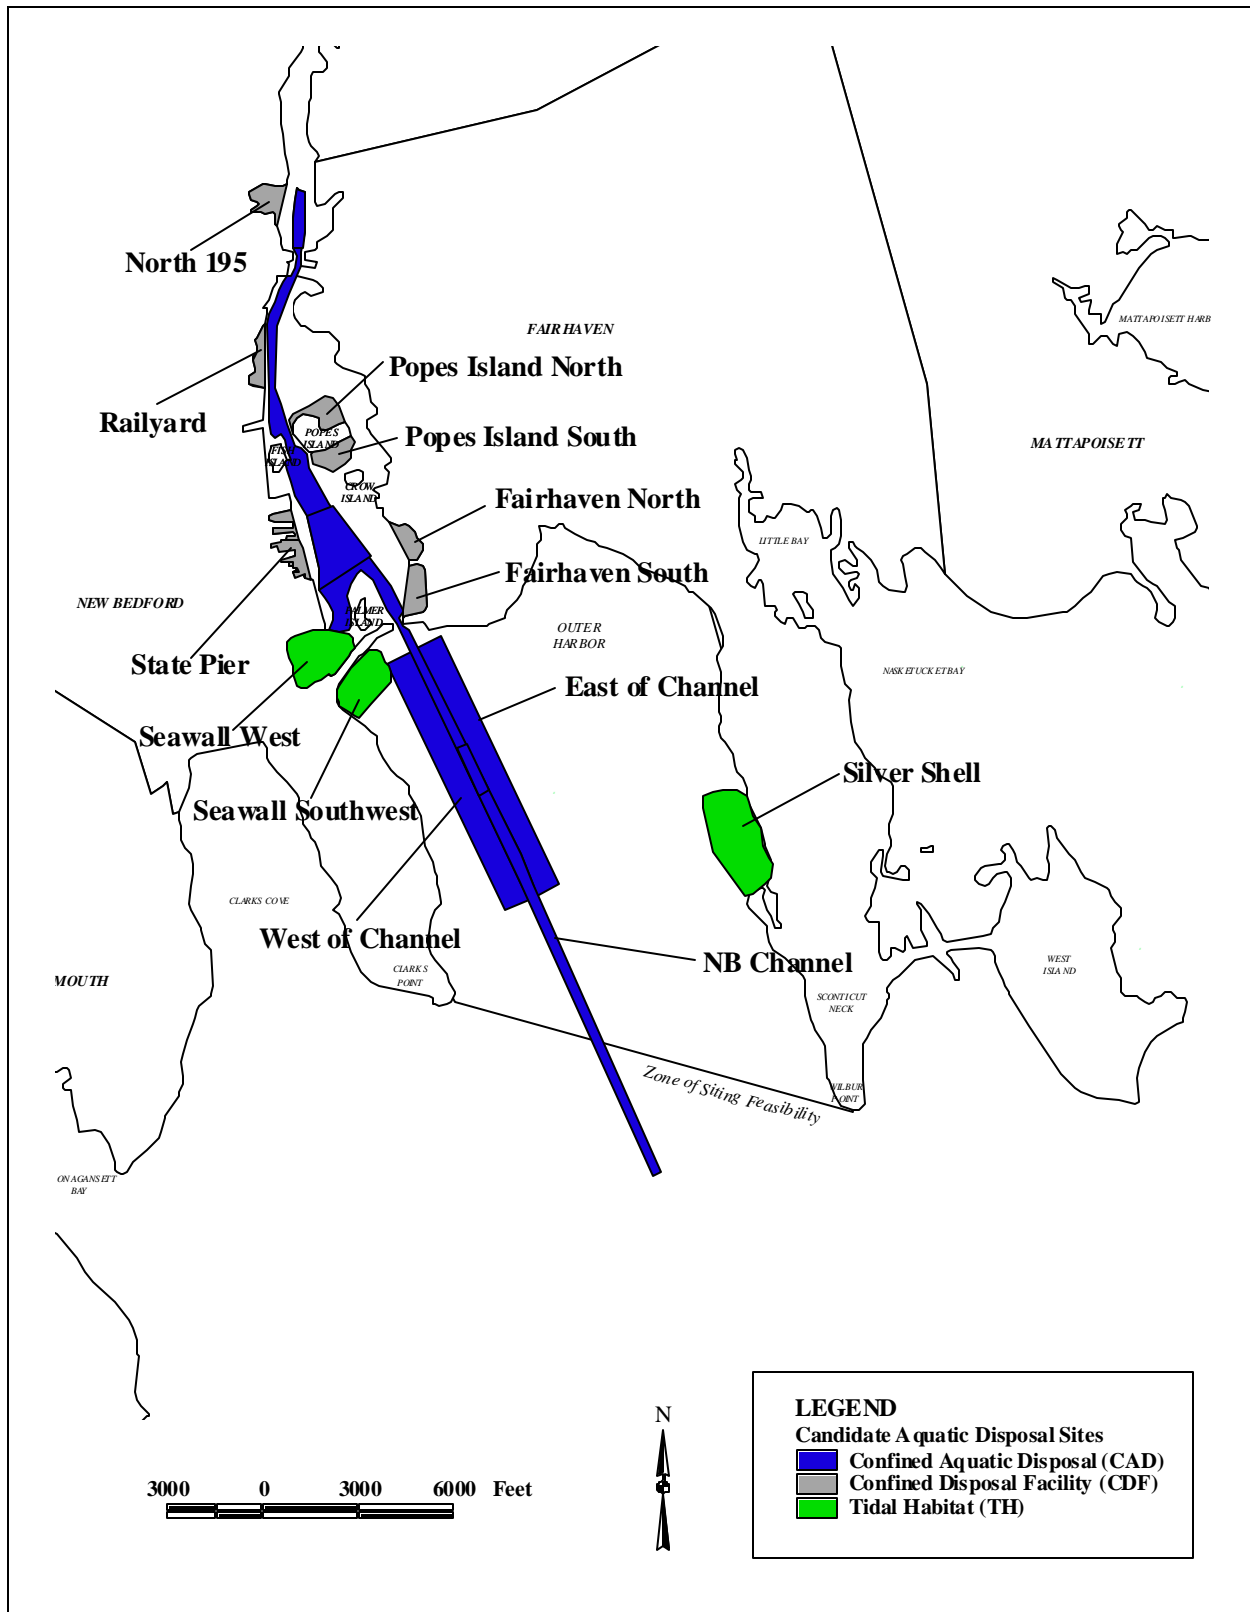 North 195
FAIRHAVEN
MATTAPOISETT HARB
Popes Island North
Railyard
POPES
ISLAND
Popes Island South
MATTAPOISETT
FISH
ISLAND
CROW
ISLAND
Fairhaven North
LITTLE BAY
Fairhaven South
NEW BEDFORD
PALMER
ISLAND
OUTER
HARBOR
State Pier
NASKETUCKET BAY
East of Channel
Seawall West
Silver Shell
Seawall Southwest
CLARKS COVE
West of Channel
NB Channel
CLARKS
POINT
WEST
ISLAND
MOUTH
SCONTICUT
NECK
Zone of Siting Feasibility
WILBUR
POINT
ONAGANSETT
BAY
LEGEND
Candidate Aquatic Disposal Sites
Confined Aquatic Disposal (CAD)
Confined Disposal Facility (CDF)
Tidal Habitat (TH)
N
3000 0 3000 6000 Feet